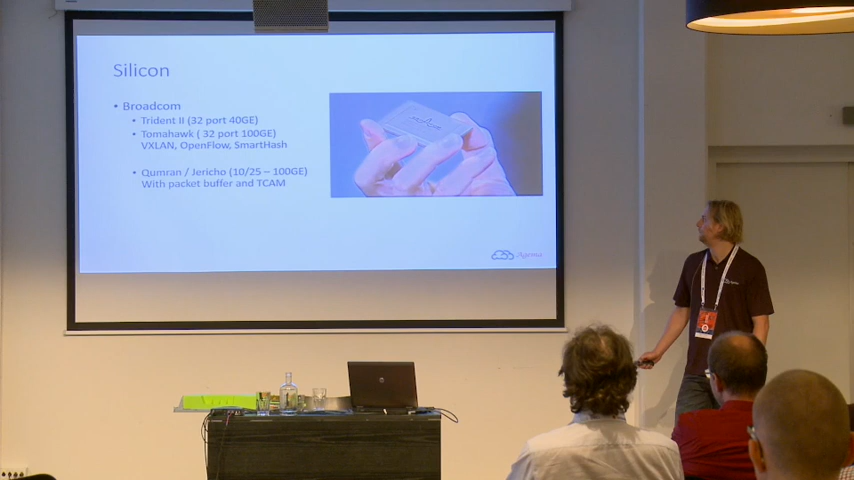 Silicon
• Broadcom
• Trident II (32 port 40GE)
• Tomahawk ( 32 port 100GE)
VXLAN, OpenFlow, SmartHash
• Qumran / Jericho (10/25 – 100GE)
With packet buffer and TCAM
Agema